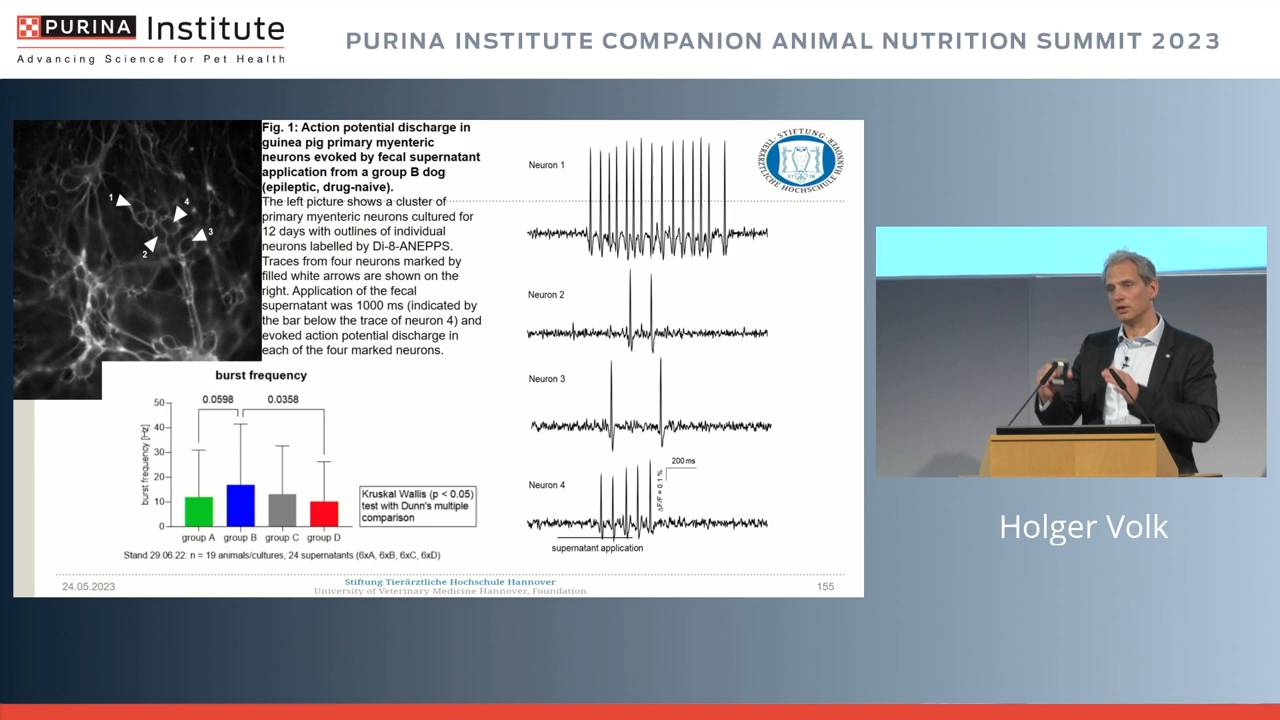 PURINA Institute
Advancing Science for Pet Health
PURINA INSTITUTE COMPANION ANIMAL NUTRITION SUMMIT 2023
1
4
3
2
Fig. 1: Action potential discharge in
guinea pig primary myenteric
neurons evoked by fecal supernatant
application from a group B dog
(epileptic, drug-naive).
The left picture shows a cluster of
primary myenteric neurons cultured for
12 days with outlines of individual
neurons labelled by Di-8-ANEPPS.
Traces from four neurons marked by
filled white arrows are shown on the
right. Application of the fecal
supernatant was 1000 ms (indicated by
the bar below the trace of neuron 4) and
evoked action potential discharge in
each of the four marked neurons.
burst frequency
0.0598
0.0358
burst frequency [Hz]
50
40
30
20
10
0
group A
group B
group C
group D
Kruskal Wallis (p < 0.05)
test with Dunn's multiple
comparison
Stand 29.06.22: n = 19 animals/cultures, 24 supernatants (6xA, 6xB, 6xC, 6xD)
Neuron 1
Neuron 2
Neuron 3
Neuron 4
200 ms
ΔF/F = 0.1 %
supernatant application
STIFTUNG
TIERÄRZTLICHE HOCHSCHULE HANNOVER
1778
24.05.2023
Stiftung Tierärztliche Hochschule Hannover
University of Veterinary Medicine Hannover, Foundation
155
Holger Volk